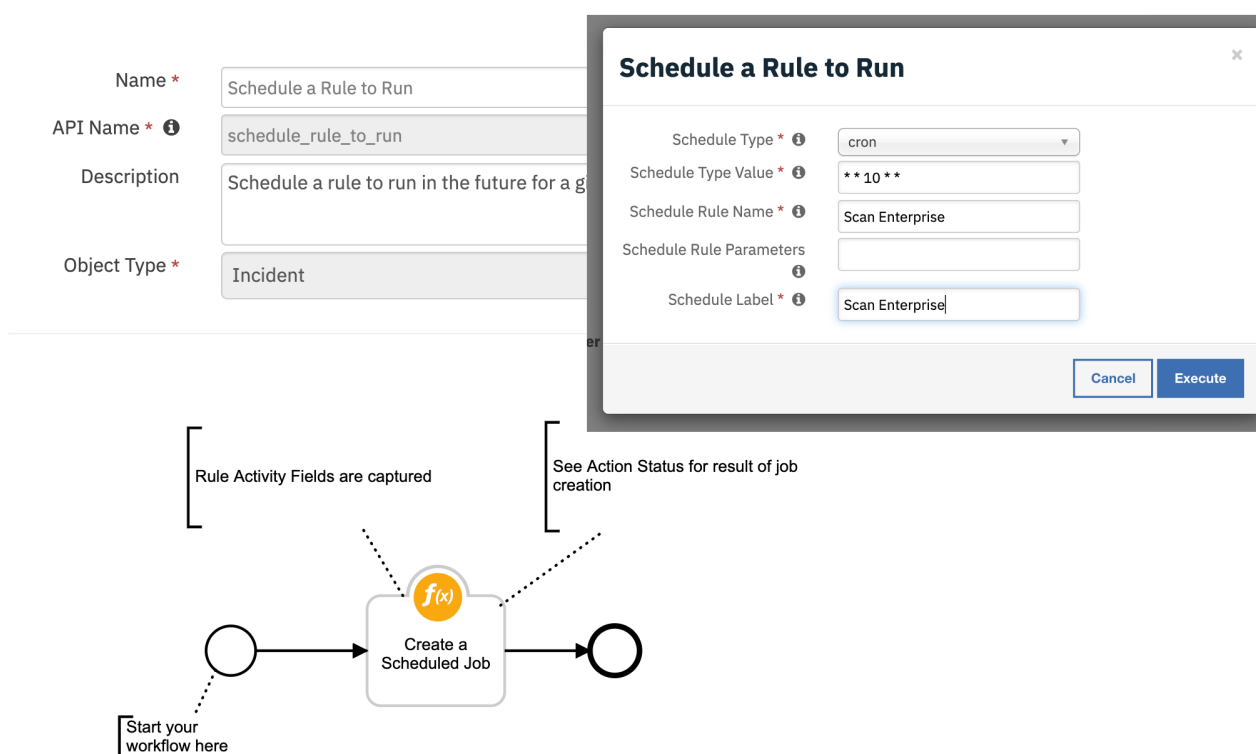 Name *
Schedule a Rule to Run
API Name *
schedule_rule_to_run
Description
Schedule a rule to run in the future for a gi
Object Type *
Incident
er
Schedule a Rule to Run
×
Schedule Type *
cron
Schedule Type Value *
* * 10 * *
Schedule Rule Name *
Scan Enterprise
Schedule Rule Parameters
Schedule Label *
Scan Enterprise
Cancel
Execute
Rule Activity Fields are captured
See Action Status for result of job
creation
f(x)
Create a
Scheduled Job
Start your
workflow here